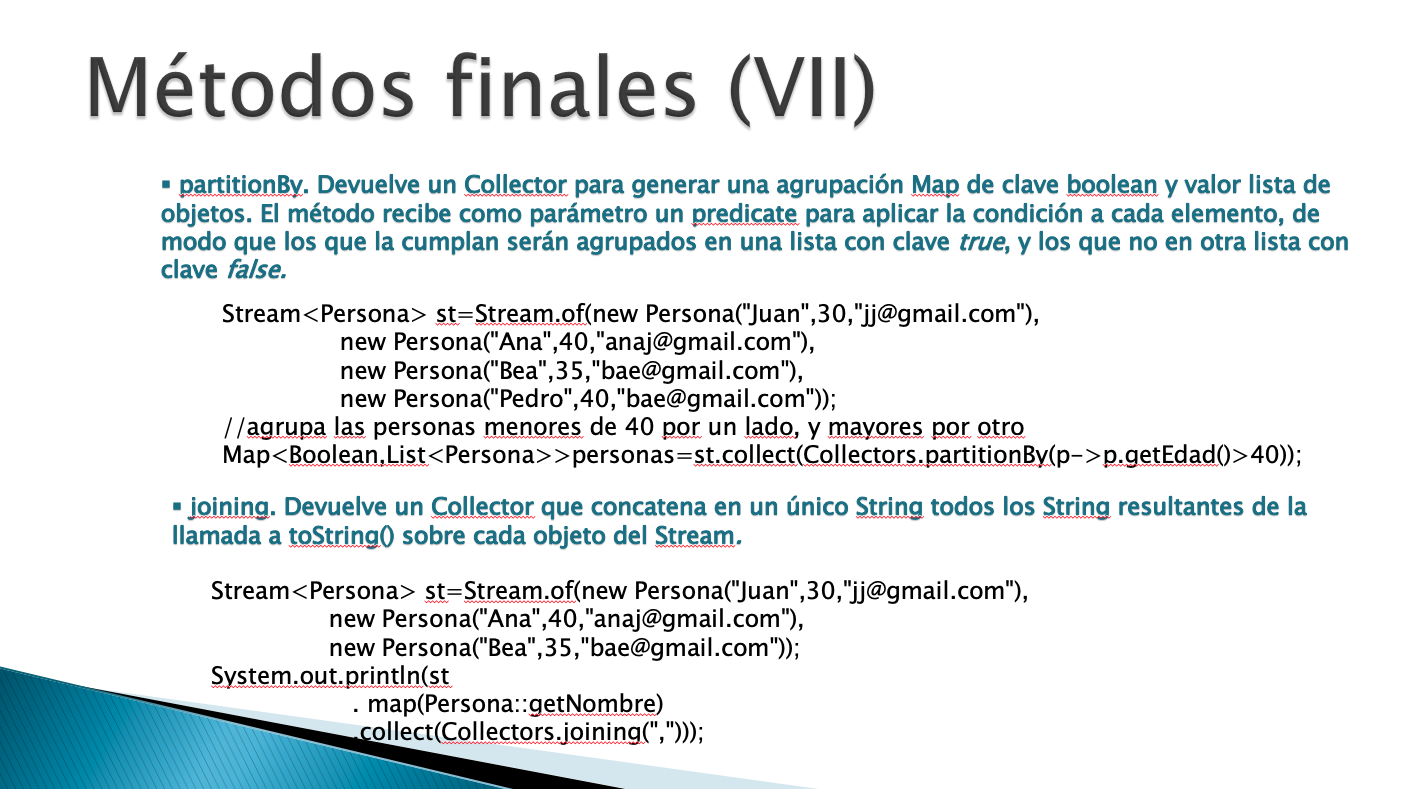 Métodos finales (VII)
▪ partitionBy. Devuelve un Collector para generar una agrupación Map de clave boolean y valor lista de
objetos. El método recibe como parámetro un predicate para aplicar la condición a cada elemento, de
modo que los que la cumplan serán agrupados en una lista con clave true, y los que no en otra lista con
clave false.
Stream<Persona> st=Stream.of(new Persona("Juan",30,"jj@gmail.com"),
new Persona("Ana",40,"anaj@gmail.com"),
new Persona("Bea",35,"bae@gmail.com"),
new Persona("Pedro",40,"bae@gmail.com"));
//agrupa las personas menores de 40 por un lado, y mayores por otro
Map<Boolean,List<Persona>>personas=st.collect(Collectors.partitionBy(p->p.getEdad()>40));
▪ joining. Devuelve un Collector que concatena en un único String todos los String resultantes de la
llamada a toString() sobre cada objeto del Stream.
Stream<Persona> st=Stream.of(new Persona("Juan",30,"jj@gmail.com"),
new Persona("Ana",40,"anaj@gmail.com"),
new Persona("Bea",35,"bae@gmail.com"));
System.out.println(st
. map(Persona::getNombre)
.collect(Collectors.joining(",")));